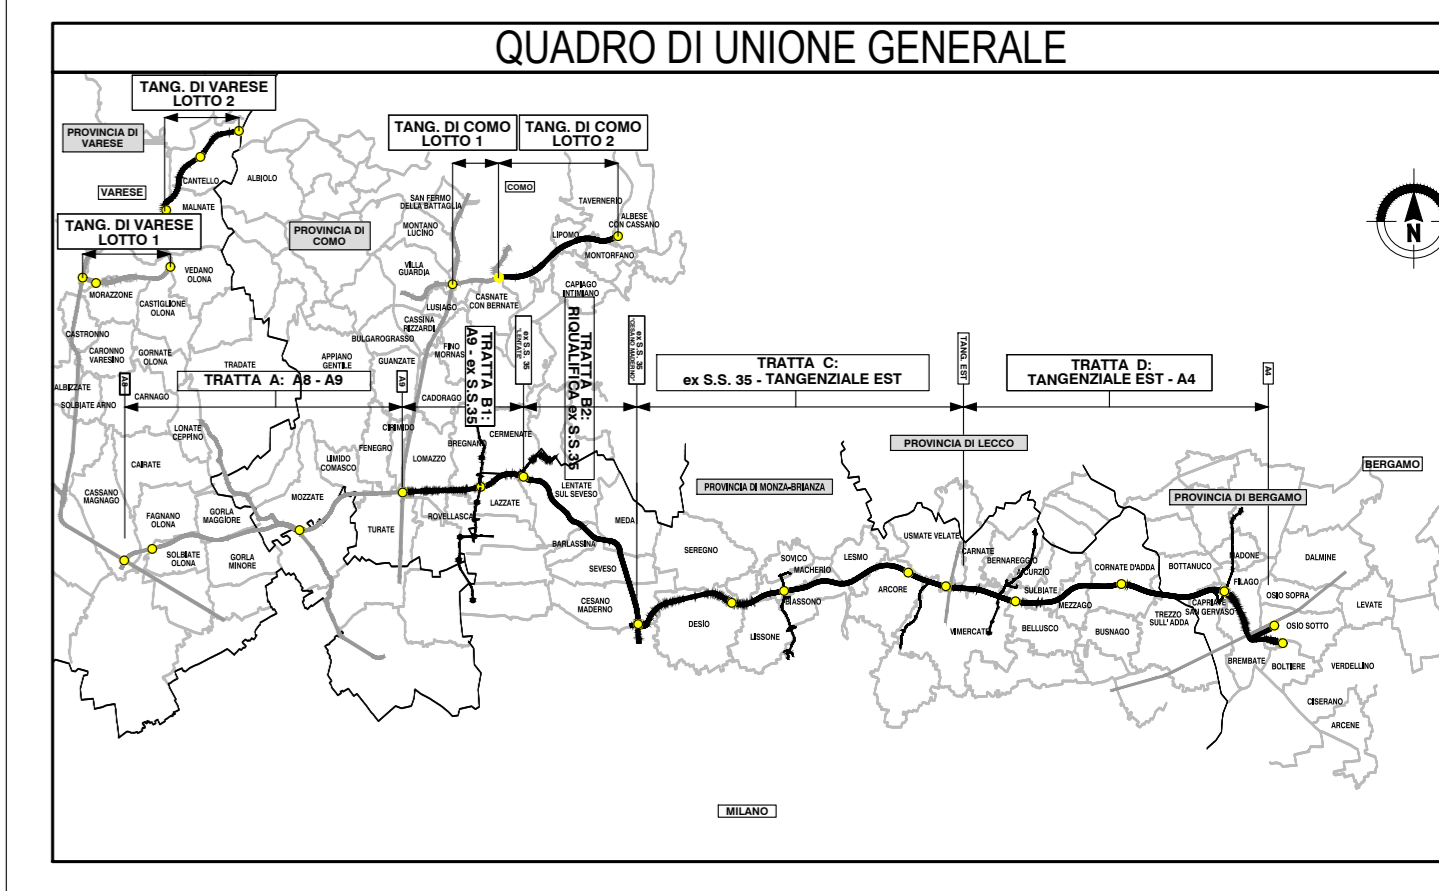 QUADRO DI UNIONE GENERALE
TANG. DI VARESE
LOTTO 2
PROVINCIA DI
VARESE
VARESE
CANTELLO
ALBIOLO
MALNATE
TANG. DI VARESE
LOTTO 1
VEDANO
OLONA
MORAZZONE
CASTIGLIONE
OLONA
TANG. DI COMO
LOTTO 1
TANG. DI COMO
LOTTO 2
COMO
PROVINCIA DI
COMO
SAN FERMO
DELLA BATTAGLIA
MONTANO
LUCINO
VILLA
GUARDIA
TAVERNERIO
ALBESE
CON CASSANO
LIPOMO
MONTORFANO
CAPIAGO
INTIMIANO
CASNATE
CON BERNATE
LUISAGO
CASSINA
RIZZARDI
BULGAROGRASSO
FINO
MORNAS
GUANZATE
APPIANO
GENTILE
TRADATE
CASTRONNO
CARONNO
VARESINO
GORNATE
OLONA
ALBIZZATE
SOLBIATE ARNO
CARNAGO
N
A8
TRATTA A: A8 - A9
A9
CADORAGO
TRATTA B1:
A9 - ex S.S.35
ex S.S. 35
"LENTATE"
TRATTA B2:
RIQUALIFICA ex S.S.35
ex S.S. 35
"CESANO MADERNO"
TRATTA C:
ex S.S. 35 - TANGENZIALE EST
TANG. EST
TRATTA D:
TANGENZIALE EST - A4
A4
LONATE
CEPPINO
CIRIMIDO
FENEGRO
LOMAZZO
BREGNANO
CERMENATE
LIMIDO
COMASCO
CAIRATE
CASSANO
MAGNAGO
MOZZATE
FAGNANO
OLONA
GORLA
MAGGIORE
TURATE
ROVELLASCA
LAZZATE
LENTATE
SUL SEVESO
SOLBIATE
OLONA
GORLA
MINORE
MEDA
BARLASSINA
SEVESO
CESANO
MADERNO
PROVINCIA DI MONZA-BRIANZA
PROVINCIA DI LECCO
BERGAMO
PROVINCIA DI BERGAMO
SEREGNO
SOVICO
MACHERIO
LESMO
USMATE VELATE
CARNATE
BERNAREGGIO
AICURZIO
CORNATE D'ADDA
BOTTANUCO
MADONE
DALMINE
FILAGO
ARCORE
SULBIATE
MEZZAGO
OSIO SOPRA
LEVATE
BIASSONO
CAPRIATE
SAN GERVASO
TREZZO
SULL' ADDA
OSIO SOTTO
DESIO
LISSONE
VIMERCATE
BELLUSCO
BUSNAGO
BREMBATE
BOLTIERE
VERDELLINO
CISERANO
ARCENE
MILANO